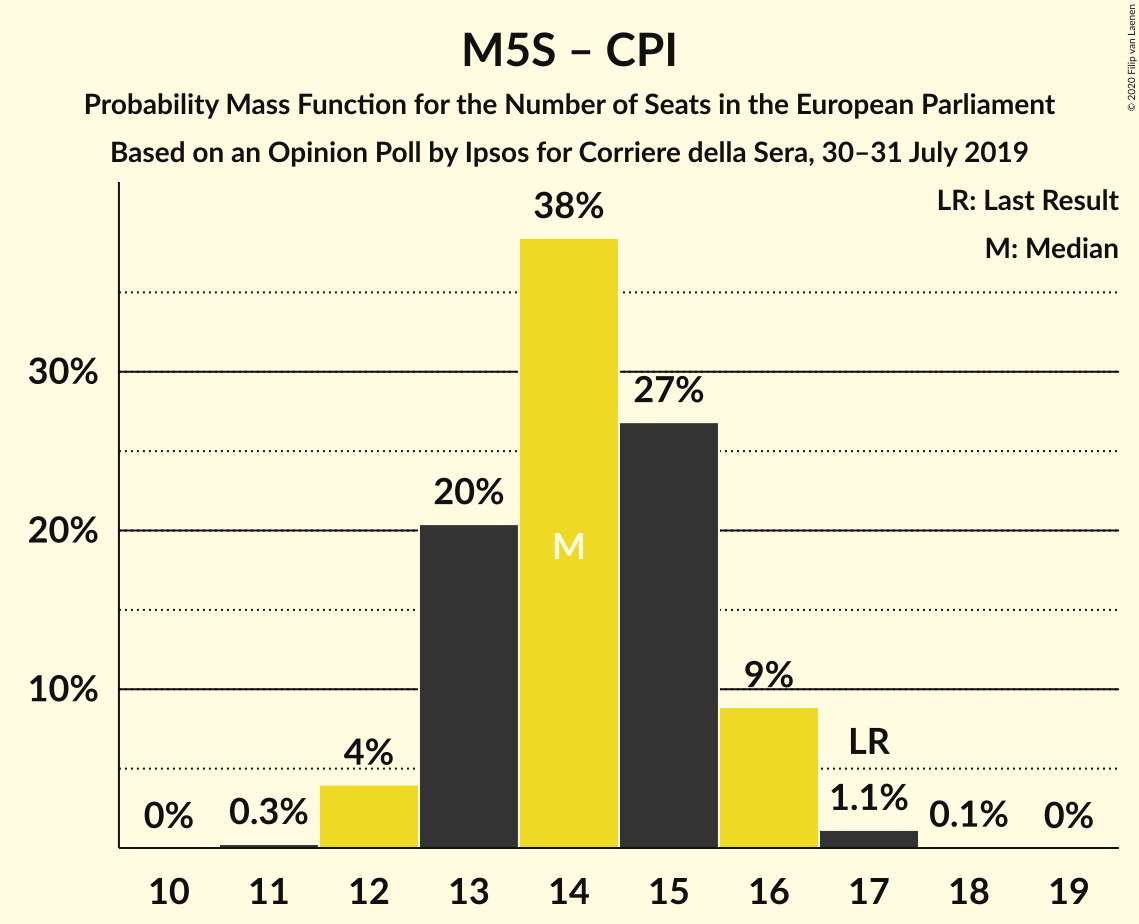 M5S – CPI
Probability Mass Function for the Number of Seats in the European Parliament
Based on an Opinion Poll by Ipsos for Corriere della Sera, 30–31 July 2019
© 2020 Filip van Laenen
LR: Last Result
M: Median
38%
30%
27%
20%
20%
M
10%
9%
4%
LR
0%
0.3%
1.1%
0.1%
0%
10 11 12 13 14 15 16 17 18 19